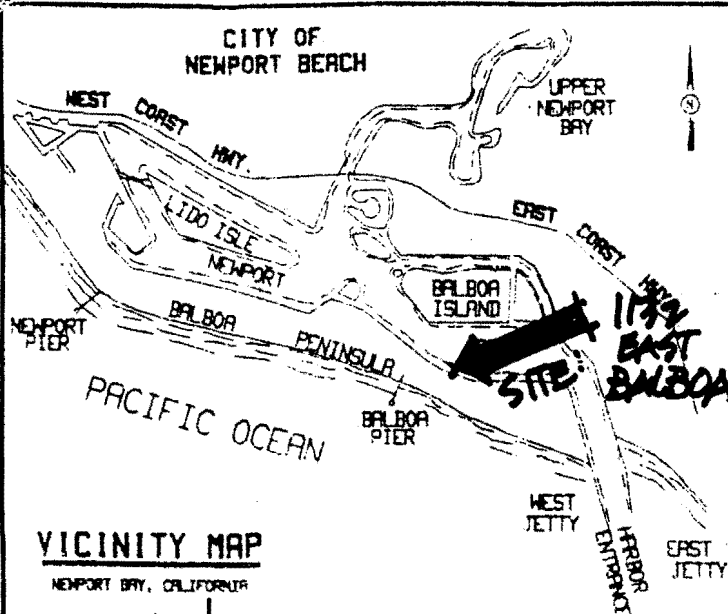 CITY OF
NEWPORT BEACH
UPPER
NEWPORT
BAY
N
WEST COAST HWY.
LIDO ISLE
NEWPORT
EAST COAST HWY.
BALBOA
ISLAND
NEWPORT
PIER
BALBOA PENINSULA
SITE:
EAST
BALBOA
PACIFIC OCEAN
BALBOA
PIER
WEST
JETTY
HARBOR
ENTRANCE
EAST
JETTY
VICINITY MAP
NEWPORT BAY, CALIFORNIA